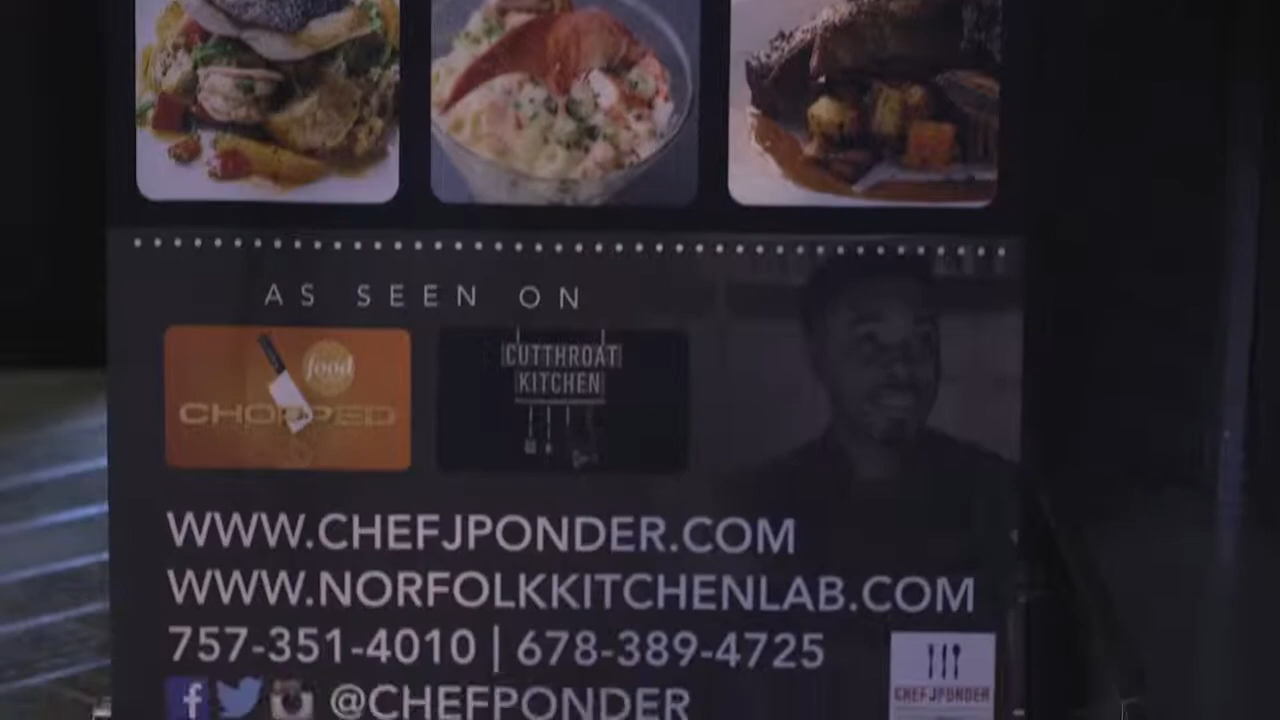 AS SEEN ON
food
CHOPPED
CUTTHROAT
KITCHEN
WWW.CHEFJPONDER.COM
WWW.NORFOLKKITCHENLAB.COM
757-351-4010 | 678-389-4725
@CHEFPONDER
CHEFJPONDER